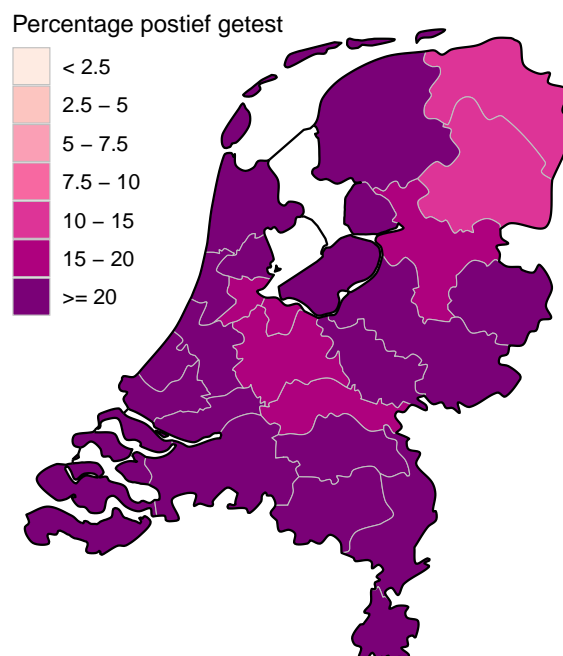 Percentage postief getest
< 2.5
2.5 – 5
5 – 7.5
7.5 – 10
10 – 15
15 – 20
>= 20